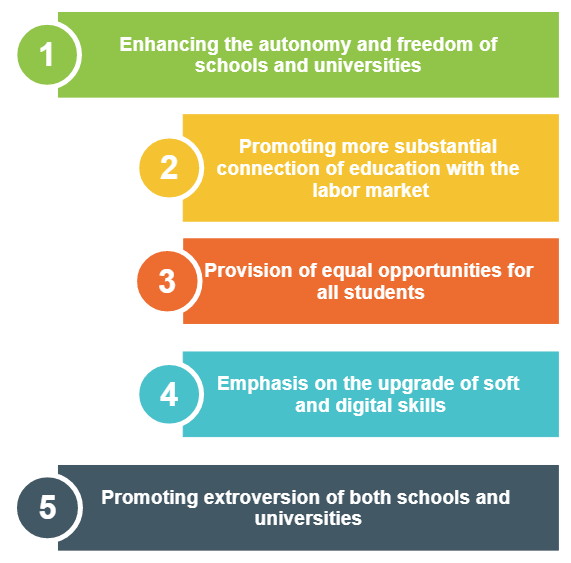 1
Enhancing the autonomy and freedom of
schools and universities
2
Promoting more substantial
connection of education with the
labor market
3
Provision of equal opportunities for
all students
4
Emphasis on the upgrade of soft
and digital skills
5
Promoting extroversion of both schools and
universities